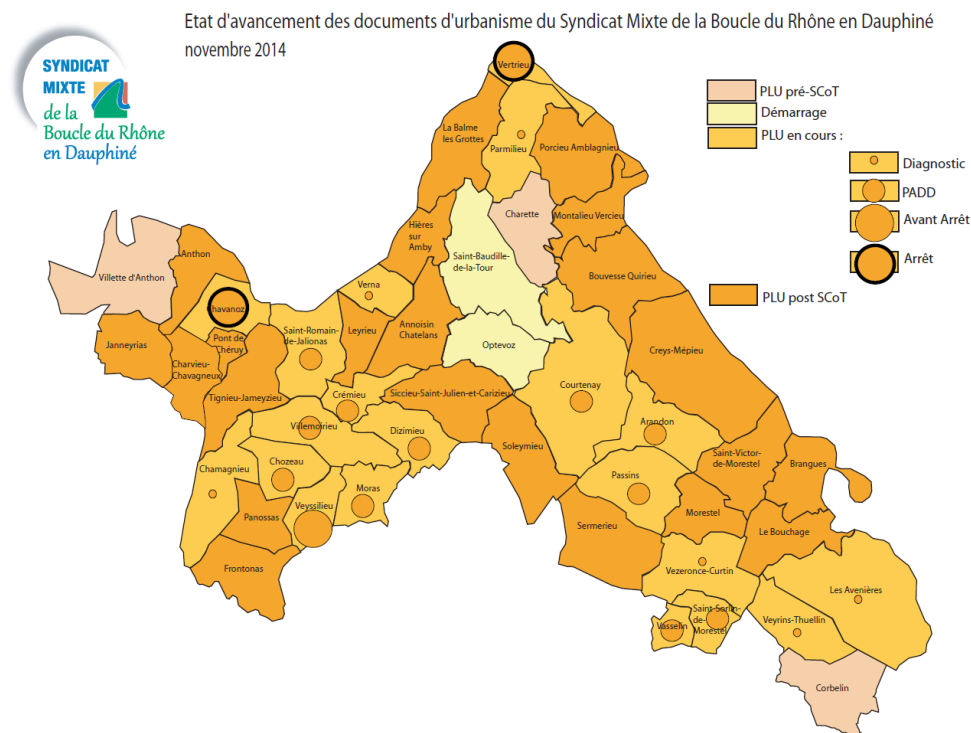 Etat d'avancement des documents d'urbanisme du Syndicat Mixte de la Boucle du Rhône en Dauphiné
novembre 2014
SYNDICAT
MIXTE
de la
Boucle du Rhône
en Dauphiné
PLU pré-SCoT
Démarrage
PLU en cours :
Diagnostic
PADD
Avant Arrêt
Arrêt
PLU post SCoT
Vertrieu
La Balme
les Grottes
Parmilieu
Porcieu Amblagnieu
Charette
Montalieu Vercieu
Hières
sur
Amby
Saint-Baudille-
de-la-Tour
Bouvesse Quirieu
Anthon
Villette d'Anthon
Verna
Chavanoz
Janneyrias
Pont de
Chéruy
Saint-Romain-
de-Jalionas
Leyrieu
Annoisin
Chatelans
Optevoz
Creys-Mépieu
Charvieu-
Chavagneux
Tignieu-Jameyzieu
Crémieu
Siccieu-Saint-Julien-et-Carizieu
Courtenay
Villemoirieu
Dizimieu
Arandon
Soleymieu
Saint-Victor-
de-Morestel
Brangues
Chamagnieu
Chozeau
Passins
Moras
Veyssilieu
Panossas
Morestel
Sermerieu
Le Bouchage
Frontonas
Vezeronce-Curtin
Les Avenières
Saint-Sorlin-
de-
Morestel
Vasselin
Veyrins-Thuellin
Corbelin